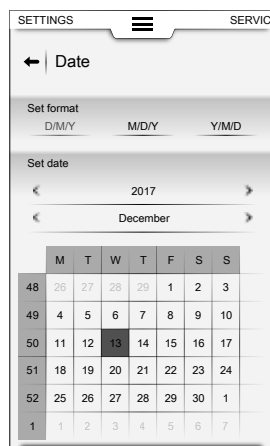 SETTINGS SERVIC
Date
Set format
D/M/Y M/D/Y Y/M/D
Set date
2017
December
M T W T F S S
48 26 27 28 29 1 2 3
49 4 5 6 7 8 9 10
50 11 12 13 14 15 16 17
51 18 19 20 21 22 23 24
52 25 26 27 28 29 30 1
1 1 2 3 4 5 6 7